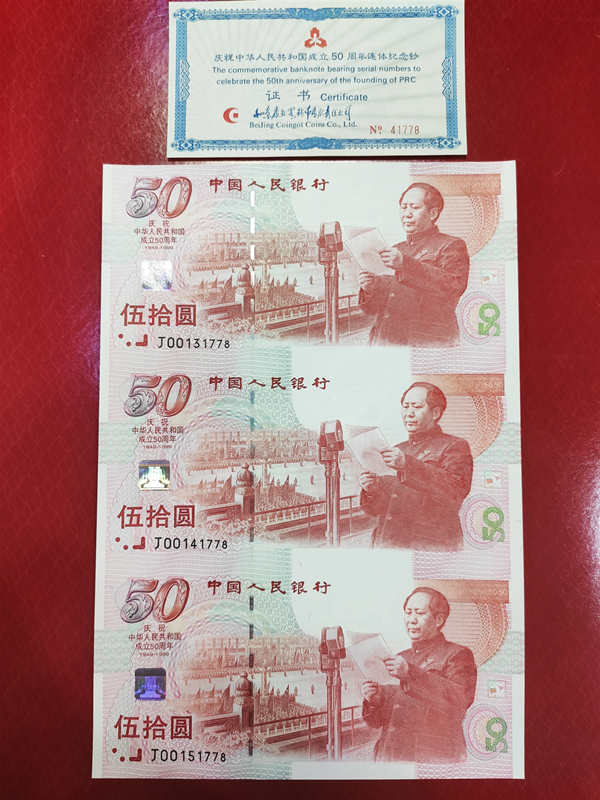 庆祝中华人民共和国成立50周年连体纪念钞
The commemorative banknote bearing serial numbers to
celebrate the 50th anniversary of the founding of PRC
证 书 Certificate
BeiJing Coingot Coins Co., Ltd.
№ 41778
50 中国人民银行
庆 祝
中华人民共和国
成立50周年
1949-1999
伍拾圆
50
J00131778
50 中国人民银行
庆 祝
中华人民共和国
成立50周年
1949-1999
伍拾圆
50
J00141778
50 中国人民银行
庆 祝
中华人民共和国
成立50周年
1949-1999
伍拾圆
50
J00151778